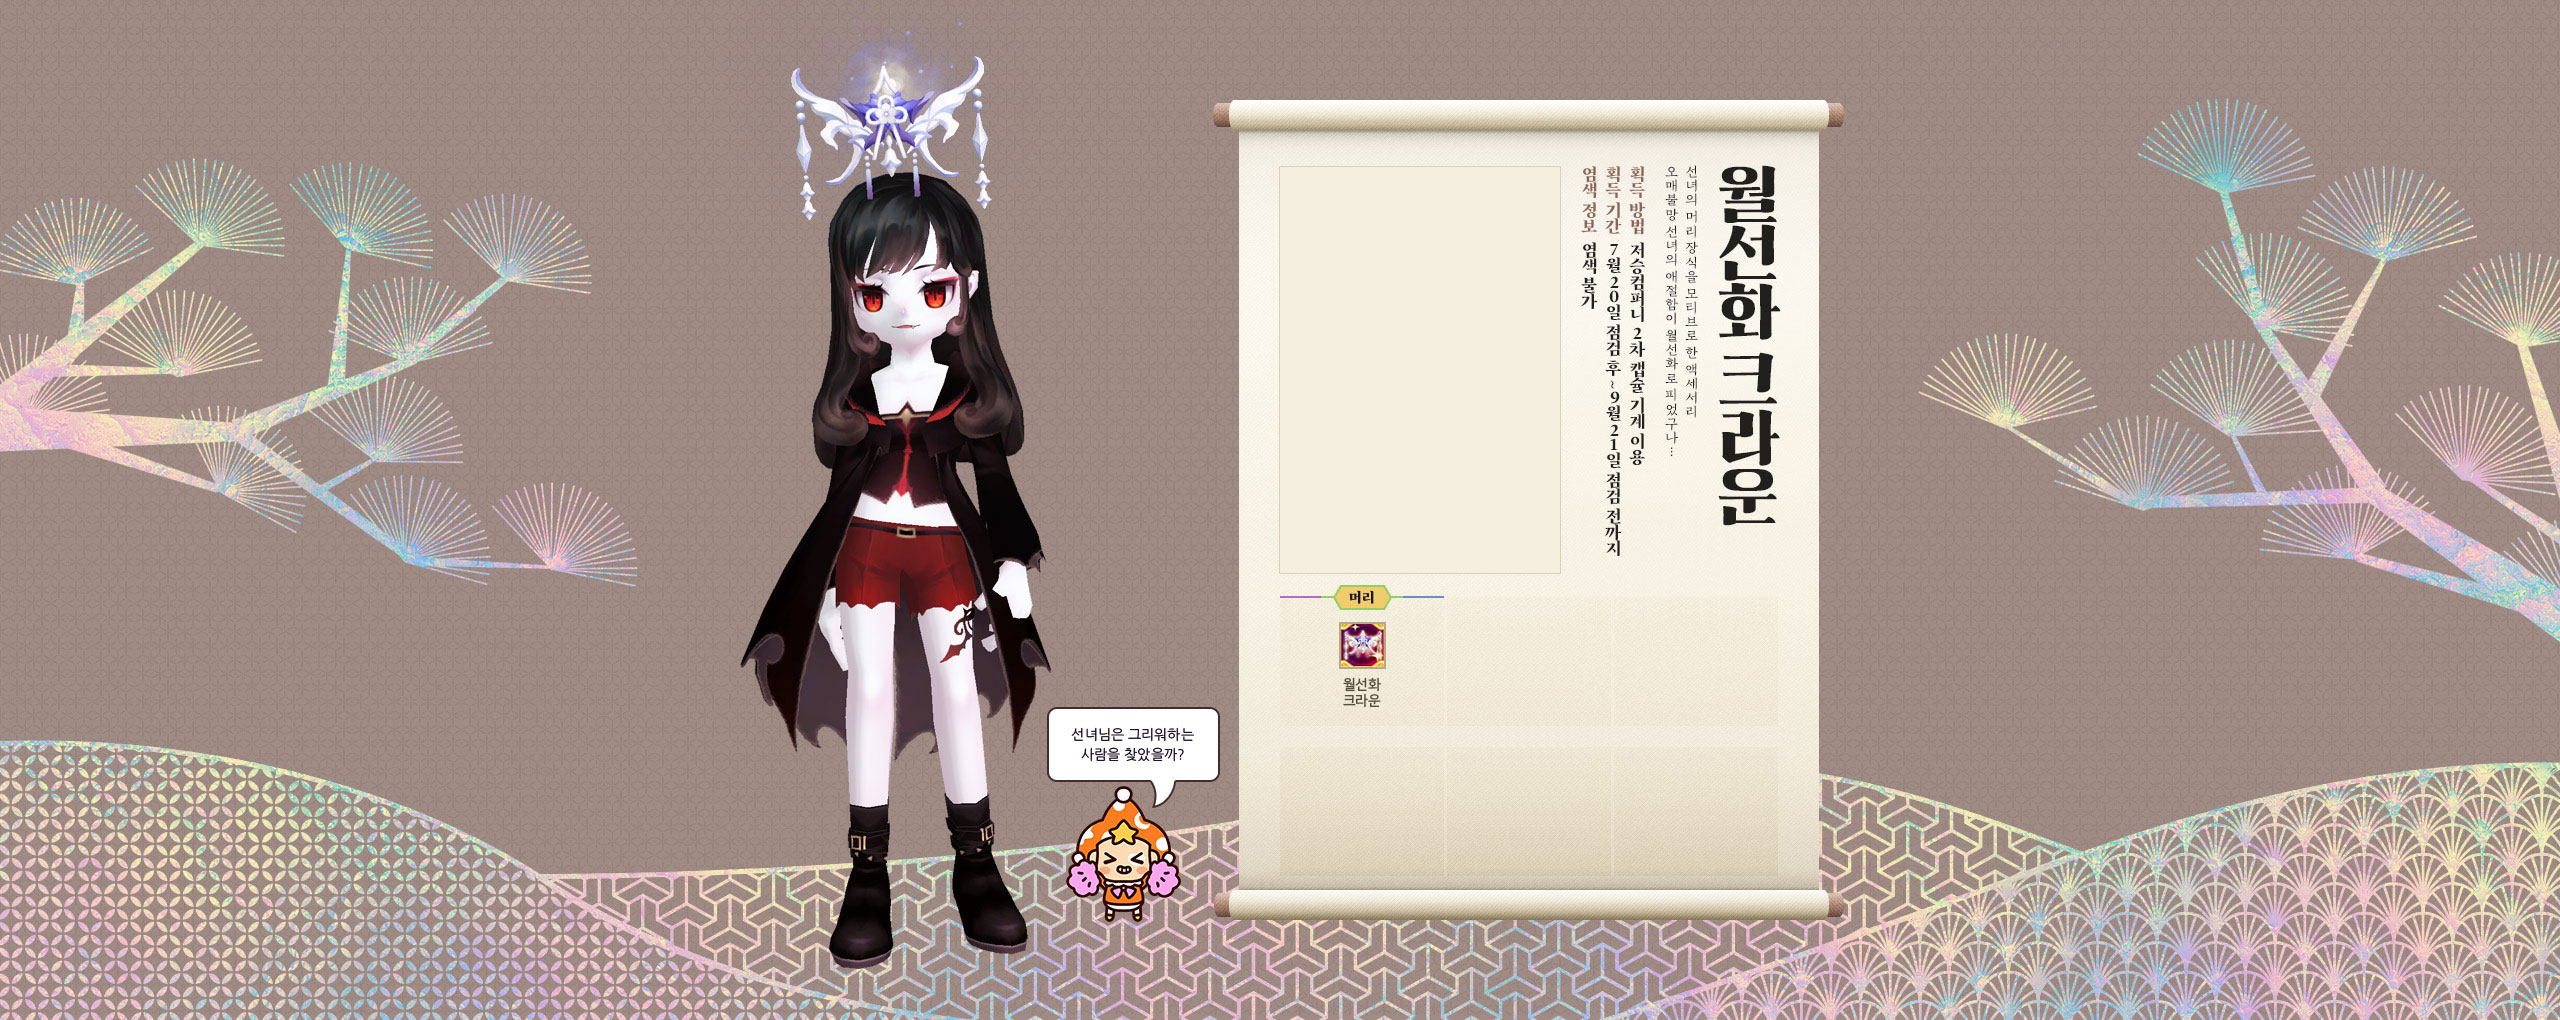 월선화 크라운
선녀의 머리 장식을 모티브로 한 액세서리
오매불망 선녀의 애절함이 월선화로 피었구나…
획득 방법 저승컴퍼니 2차 캡슐 기계 이용
획득 기간 7월 20일 점검 후 ~ 9월 21일 점검 전까지
염색 정보 염색 불가
머리
월선화
크라운
선녀님은 그리워하는
사람을 찾았을까?